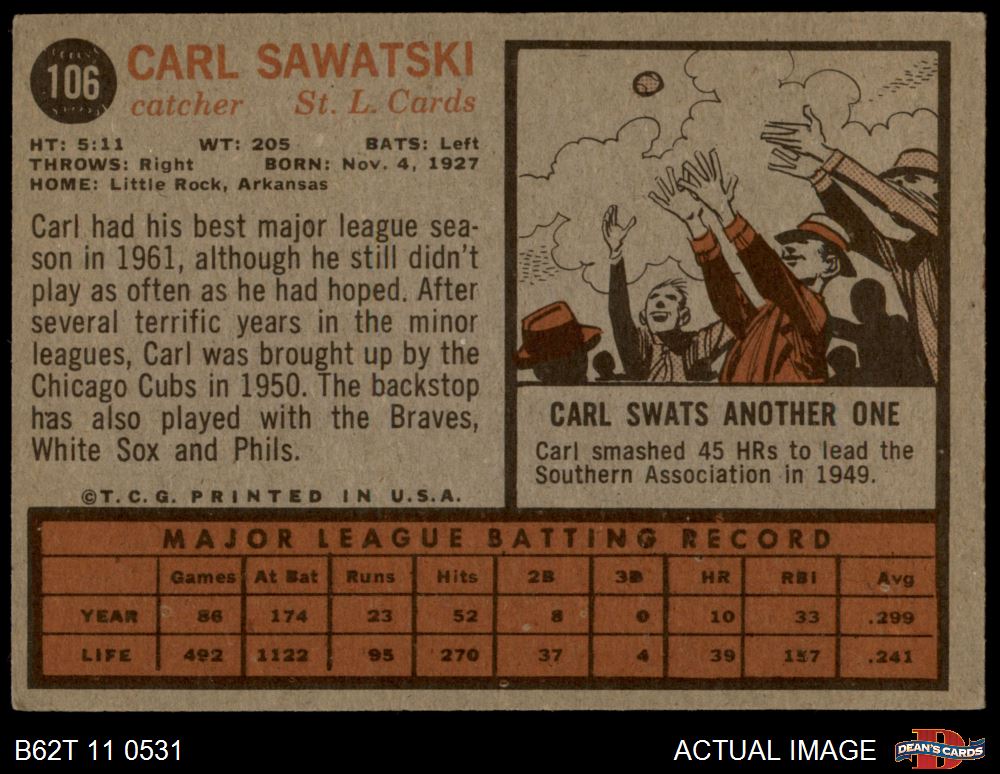 106
CARL SAWATSKI
catcher St. L. Cards
HT: 5:11 WT: 205 BATS: Left
THROWS: Right BORN: Nov. 4, 1927
HOME: Little Rock, Arkansas
Carl had his best major league sea-
son in 1961, although he still didn't
play as often as he had hoped. After
several terrific years in the minor
leagues, Carl was brought up by the
Chicago Cubs in 1950. The backstop
has also played with the Braves,
White Sox and Phils.
©T.C.G. PRINTED IN U.S.A.
CARL SWATS ANOTHER ONE
Carl smashed 45 HRs to lead the
Southern Association in 1949.
MAJOR LEAGUE BATTING RECORD
Games At Bat Runs Hits 2B 3B HR RBI Avg
YEAR 86 174 23 52 8 0 10 33 .299
LIFE 492 1122 95 270 37 4 39 157 .241
B62T 11 0531
ACTUAL IMAGE
D
DEAN'S CARDS